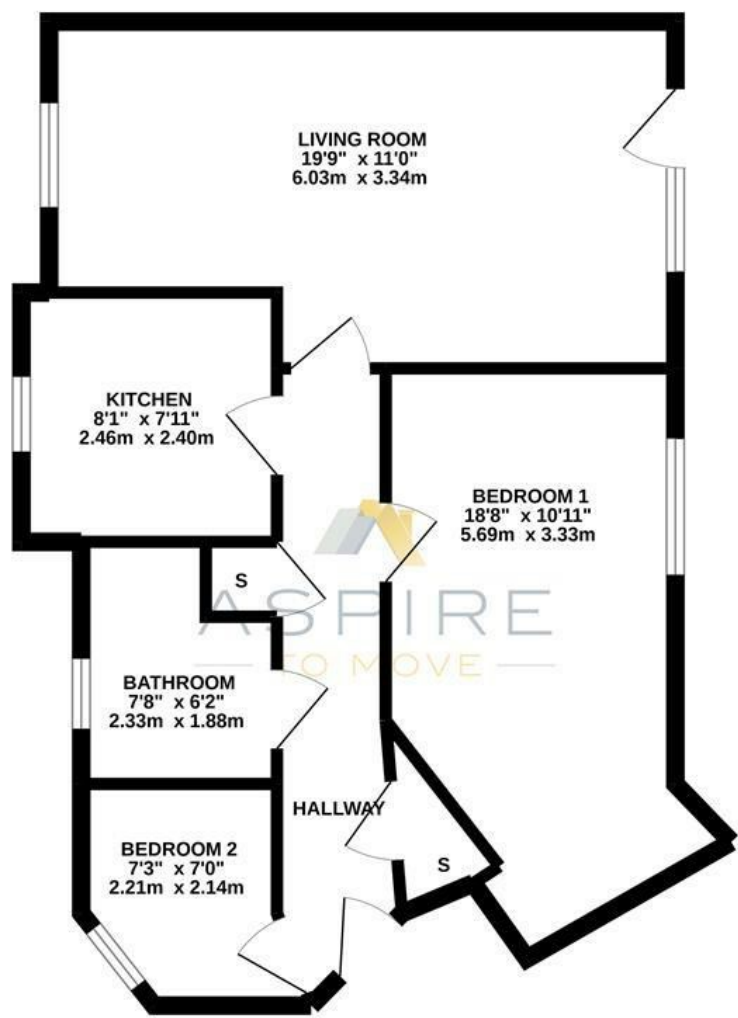 LIVING ROOM
19'9" x 11'0"
6.03m x 3.34m
KITCHEN
8'1" x 7'11"
2.46m x 2.40m
BEDROOM 1
18'8" x 10'11"
5.69m x 3.33m
S
ASPIRE
TO MOVE
BATHROOM
7'8" x 6'2"
2.33m x 1.88m
HALLWAY
BEDROOM 2
7'3" x 7'0"
2.21m x 2.14m
S